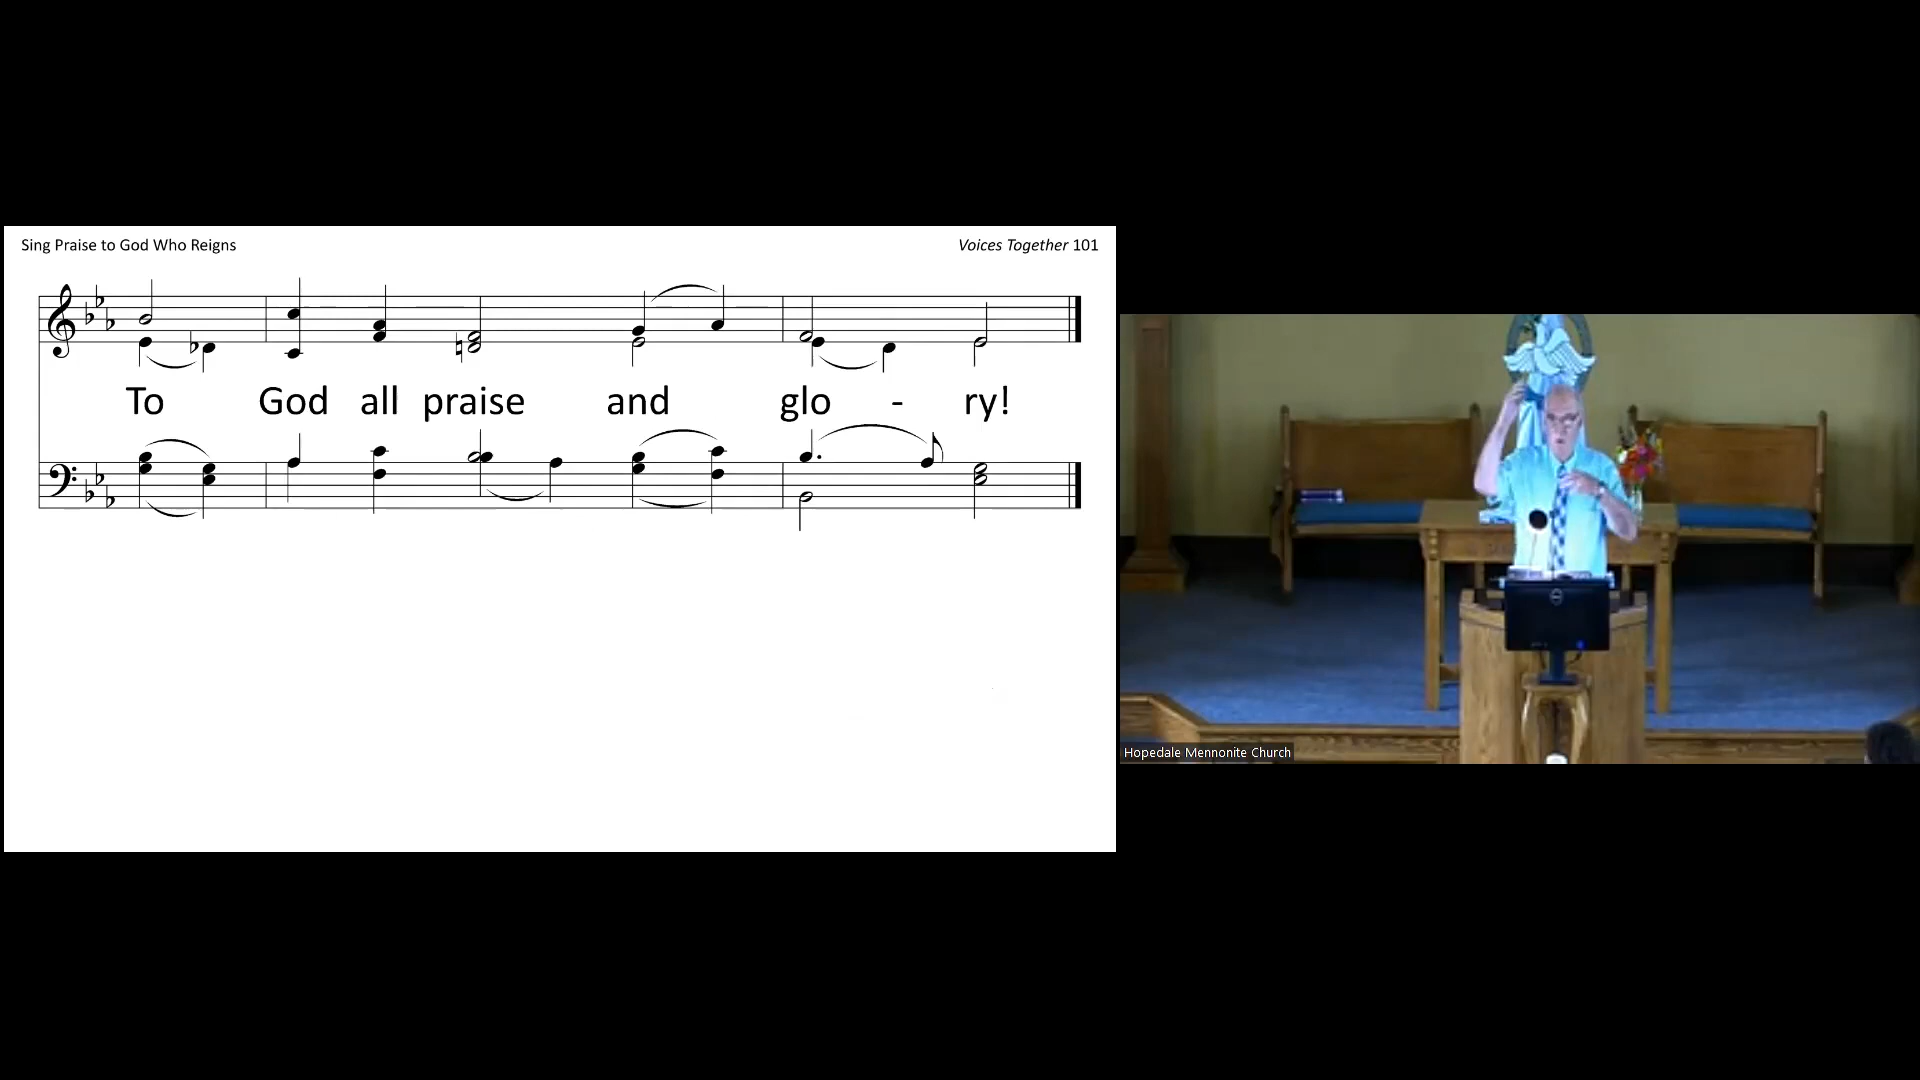 Sing Praise to God Who Reigns
Voices Together 101
To God all praise and glo - ry!
Hopedale Mennonite Church